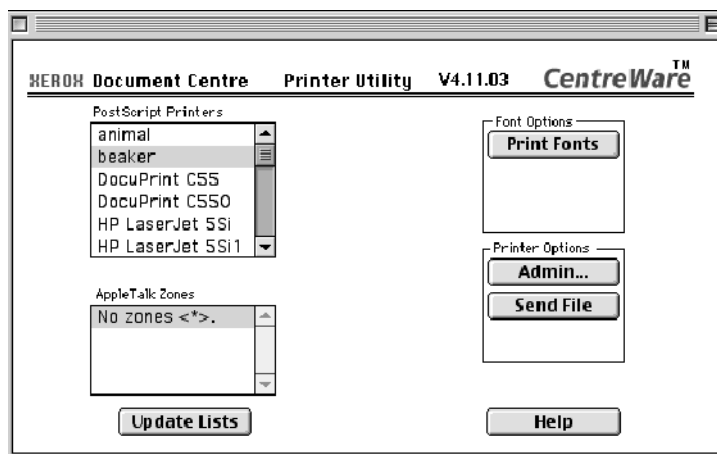 XEROX Document Centre Printer Utility V4.11.03 CentreWare™
PostScript Printers
animal
beaker
DocuPrint C55
DocuPrint C550
HP LaserJet 5Si
HP LaserJet 5Si1
AppleTalk Zones
No zones <*>.
Update Lists
Font Options
Print Fonts
Printer Options
Admin...
Send File
Help